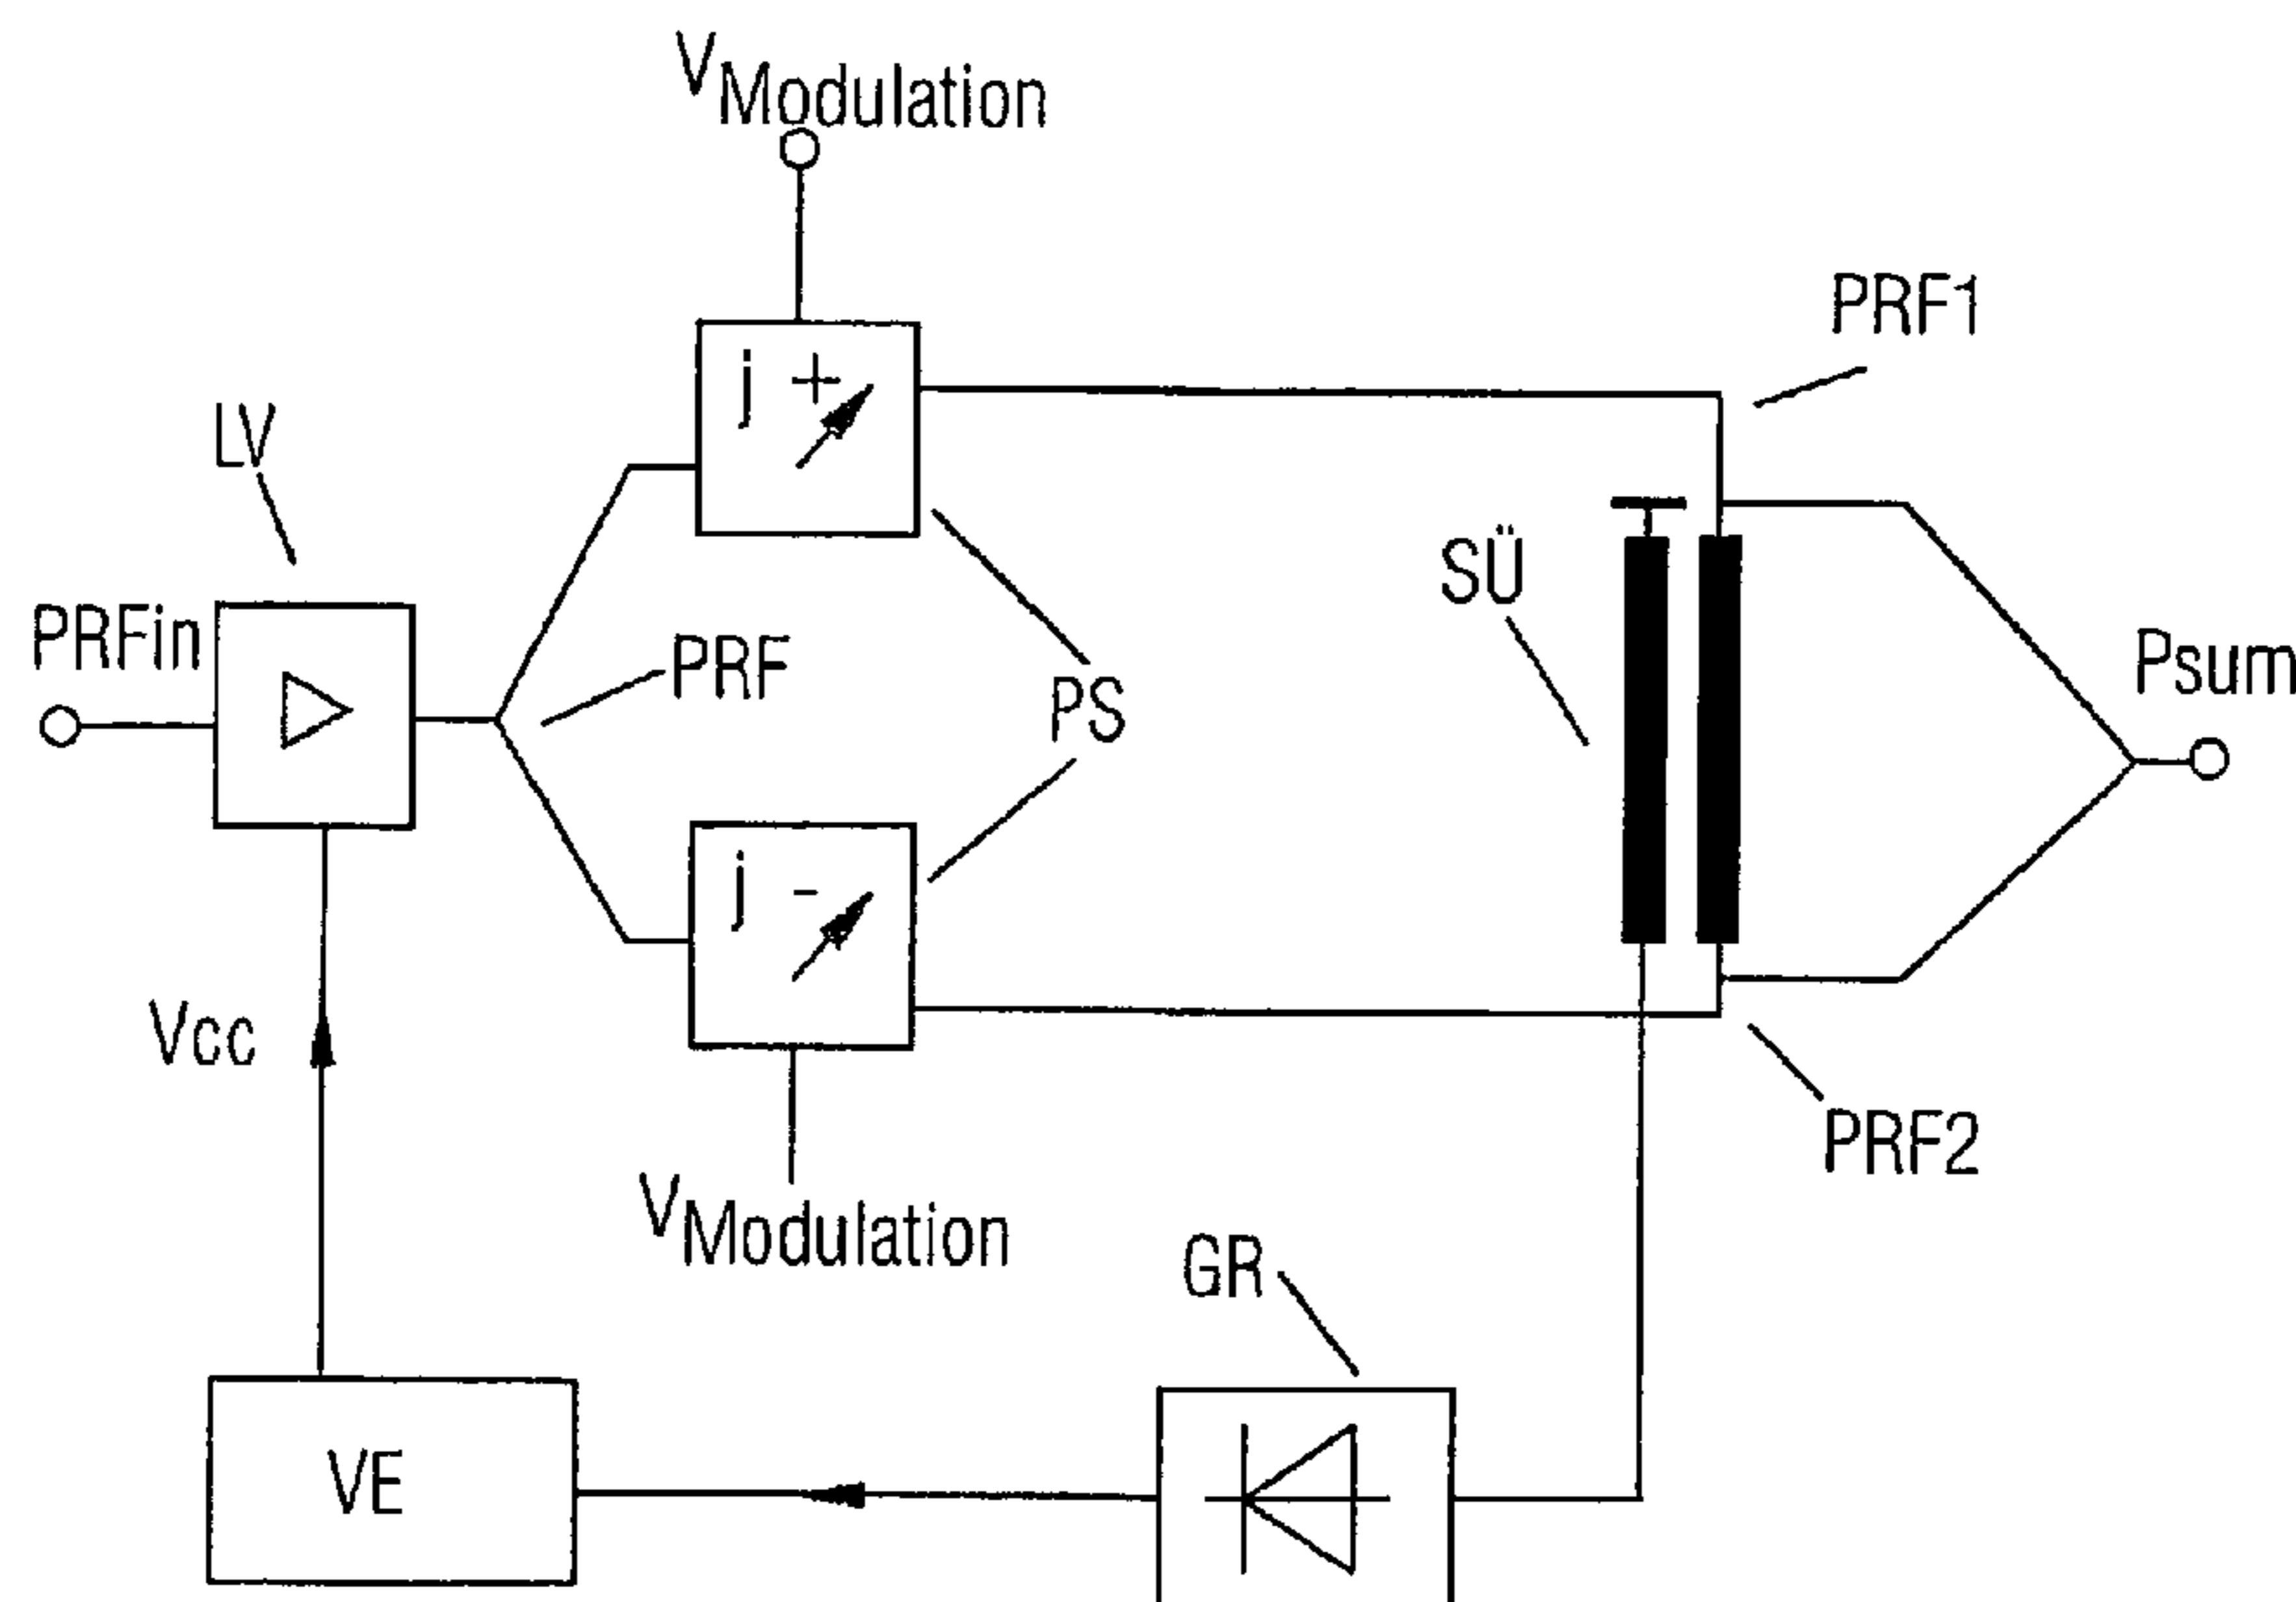 VModulation
PRF1
j +
LV
SÜ
PRFin
PRF
Psum
PS
j -
Vcc
PRF2
VModulation
GR
VE